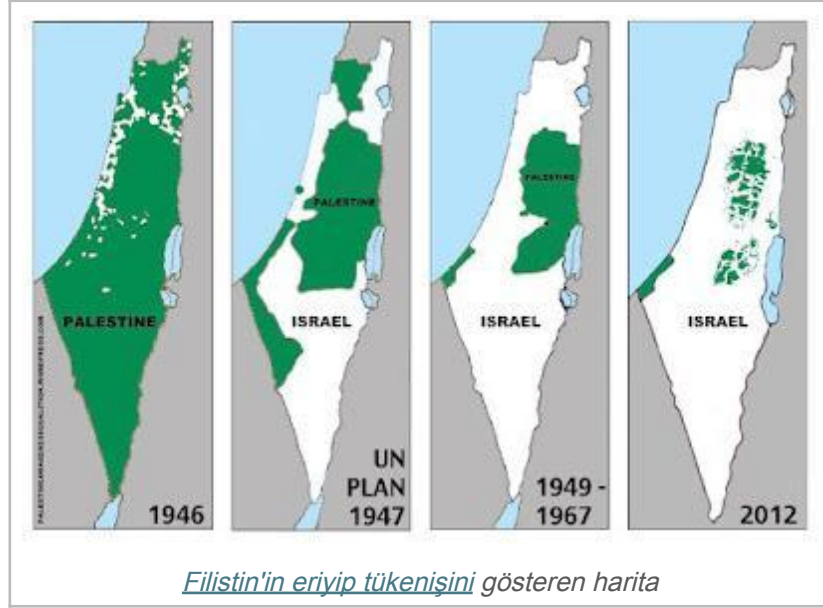 PALESTINE
1946
PALESTINE
ISRAEL
UN
PLAN
1947
PALESTINE
ISRAEL
1949 -
1967
ISRAEL
2012
Filistin'in eriyip tükenişini gösteren harita